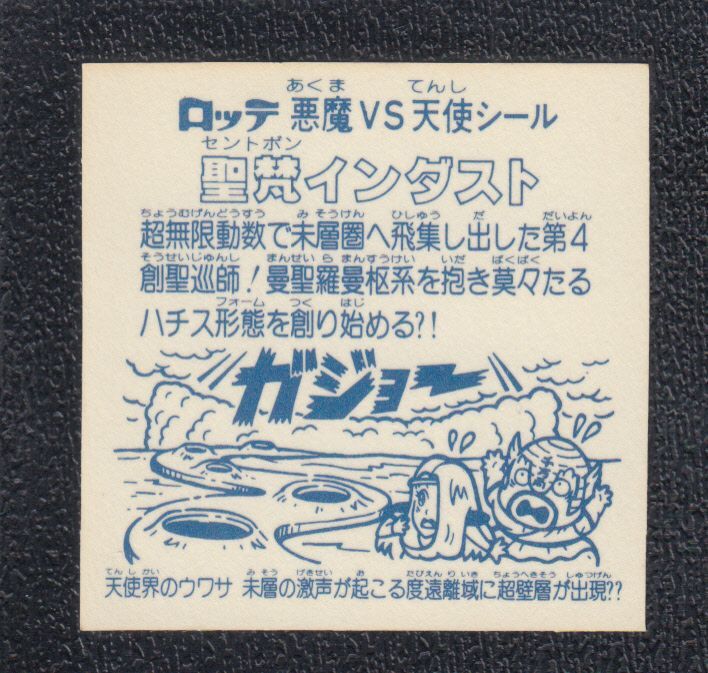 あくま てんし
ロッテ 悪魔VS天使シール
セントボン
聖梵インダスト
ちょうむげんどうすう みそうけん ひしゅう だ だいよん
超無限動数で未層圏へ飛集し出した第4
そうせいじゅんし まんせいら まんすうけい いだ ばくばく
創聖巡師!曼聖羅曼枢系を抱き莫々たる
フォーム つく はじ
ハチス形態を創り始める?!
ガジョー
てんしかい みそう げきせい お たびえんりいき ちょうへきそう しゅつげん
天使界のウワサ 未層の激声が起こる度遠離域に超壁層が出現??